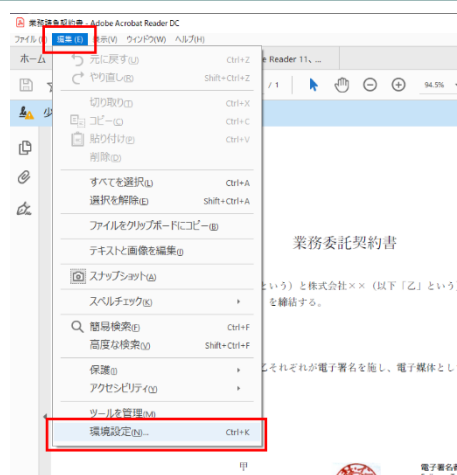 業務請負契約書 - Adobe Acrobat Reader DC
編集(E) 表示(V) ウィンドウ(W) ヘルプ(H)
ホーム
e Reader 11、...
元に戻す(U) Ctrl+Z
やり直し(R) Shift+Ctrl+Z
/ 1
94.5%
切り取り(T) Ctrl+X
コピー(C) Ctrl+C
貼り付け(P) Ctrl+V
削除(D)
すべてを選択(L) Ctrl+A
選択を解除(E) Shift+Ctrl+A
ファイルをクリップボードにコピー(B)
テキストと画像を編集(I)
業務委託契約書
スナップショット(A)
という）と株式会社××（以下「乙」という
を締結する。
スペルチェック(K)
簡易検索(F) Ctrl+F
高度な検索(V) Shift+Ctrl+F
保護(I)
乙それぞれが電子署名を施し、電子媒体とし
アクセシビリティ(Y)
ツールを管理(M)
環境設定(N)... Ctrl+K
甲
電子署名者